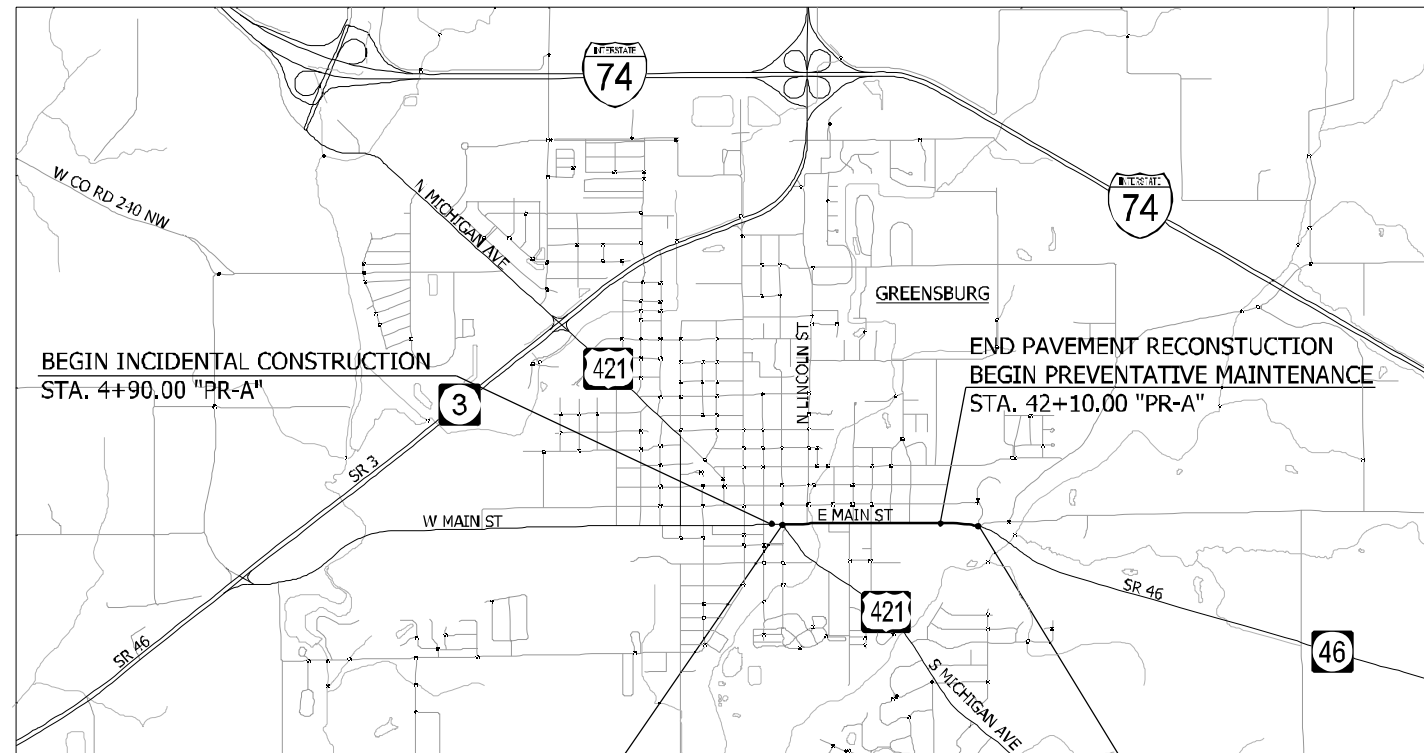 INTERSTATE
74
INTERSTATE
74
W CO RD 240 NW
N MICHIGAN AVE
GREENSBURG
N LINCOLN ST
BEGIN INCIDENTAL CONSTRUCTION
STA. 4+90.00 "PR-A"
421
3
END PAVEMENT RECONSTUCTION
BEGIN PREVENTATIVE MAINTENANCE
STA. 42+10.00 "PR-A"
SR 3
W MAIN ST
E MAIN ST
SR 46
421
SR 46
46
S MICHIGAN AVE